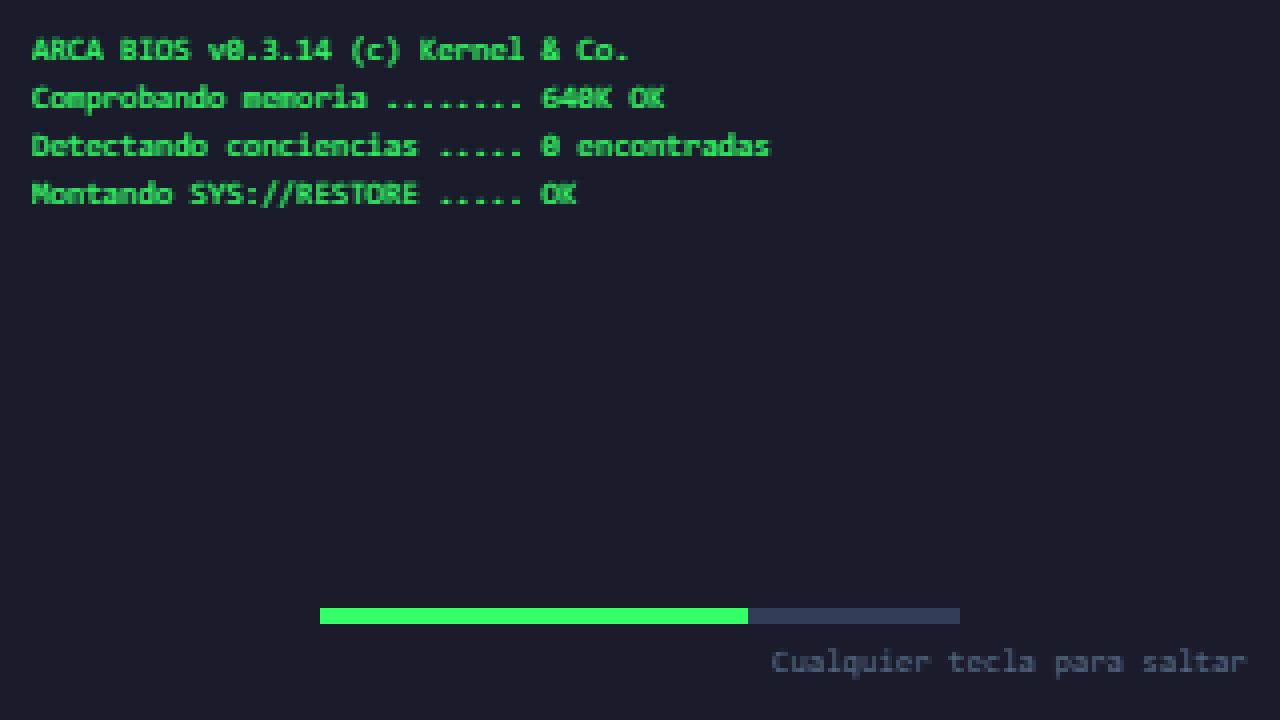 ARCA BIOS v0.3.14 (c) Kernel & Co.
Comprobando memoria ........ 640K OK
Detectando conciencias ..... 0 encontradas
Montando SYS://RESTORE ..... OK
Cualquier tecla para saltar